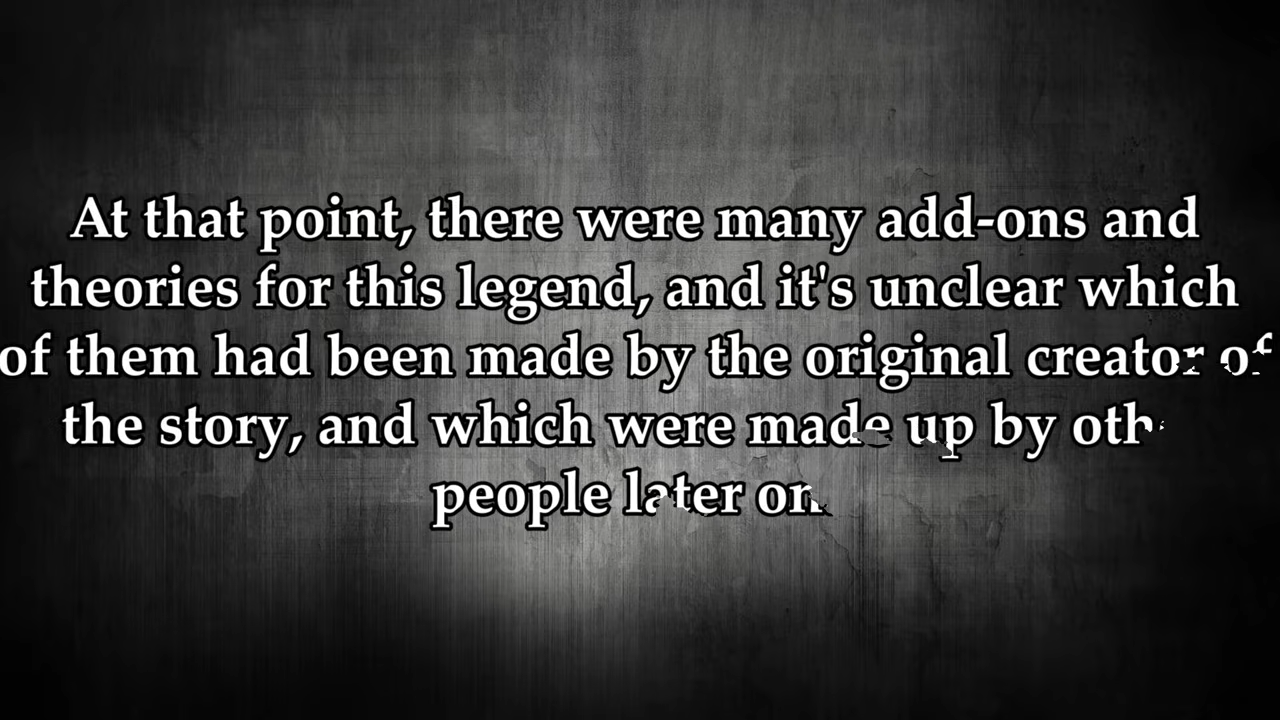 At that point, there were many add-ons and
theories for this legend, and it's unclear which
of them had been made by the original creator of
the story, and which were made up by
people later on